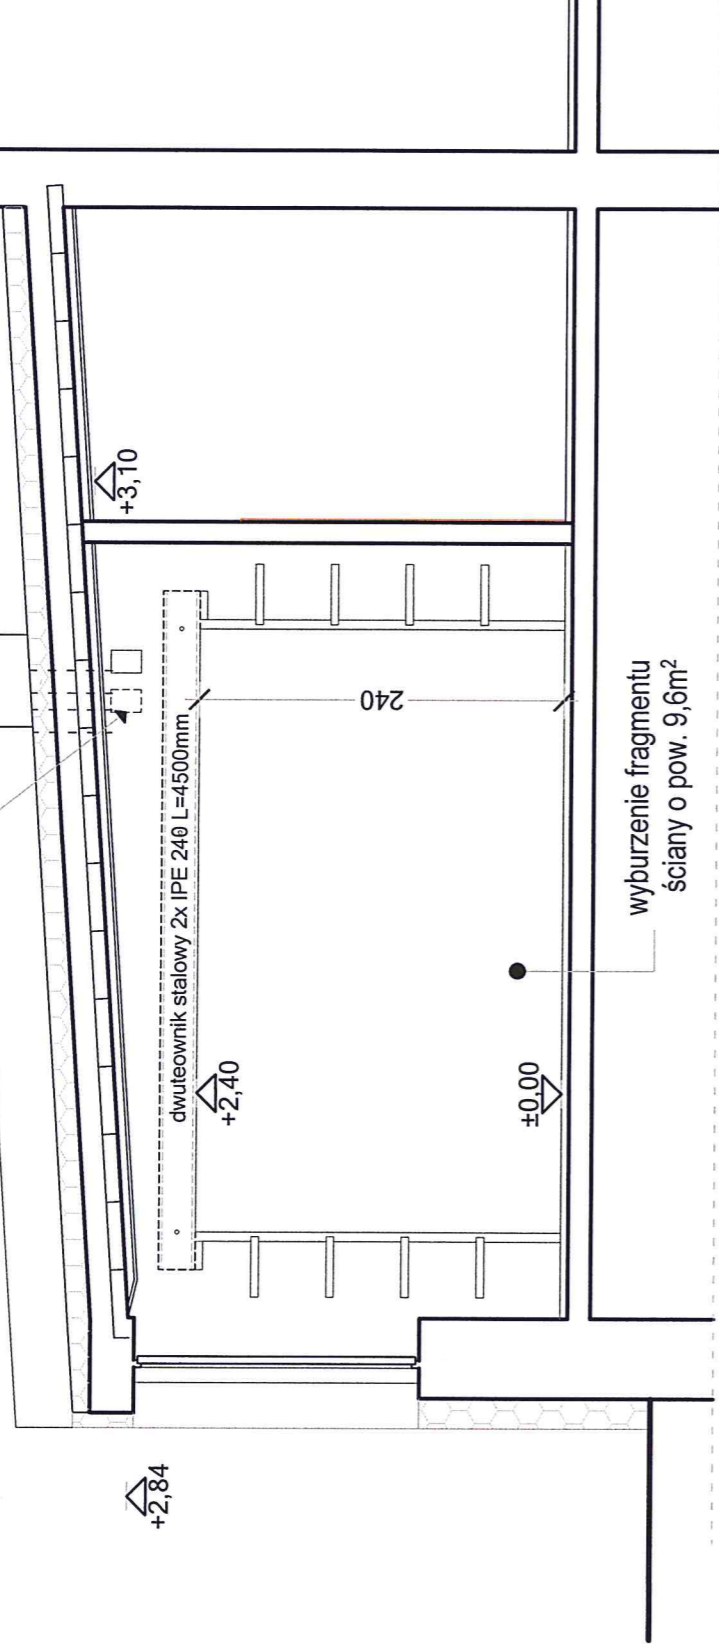 +3,10
dwuteownik stalowy 2x IPE 240 L=4500mm
240
+2,40
±0,00
+2,84
wyburzenie fragmentu
ściany o pow. 9,6m²